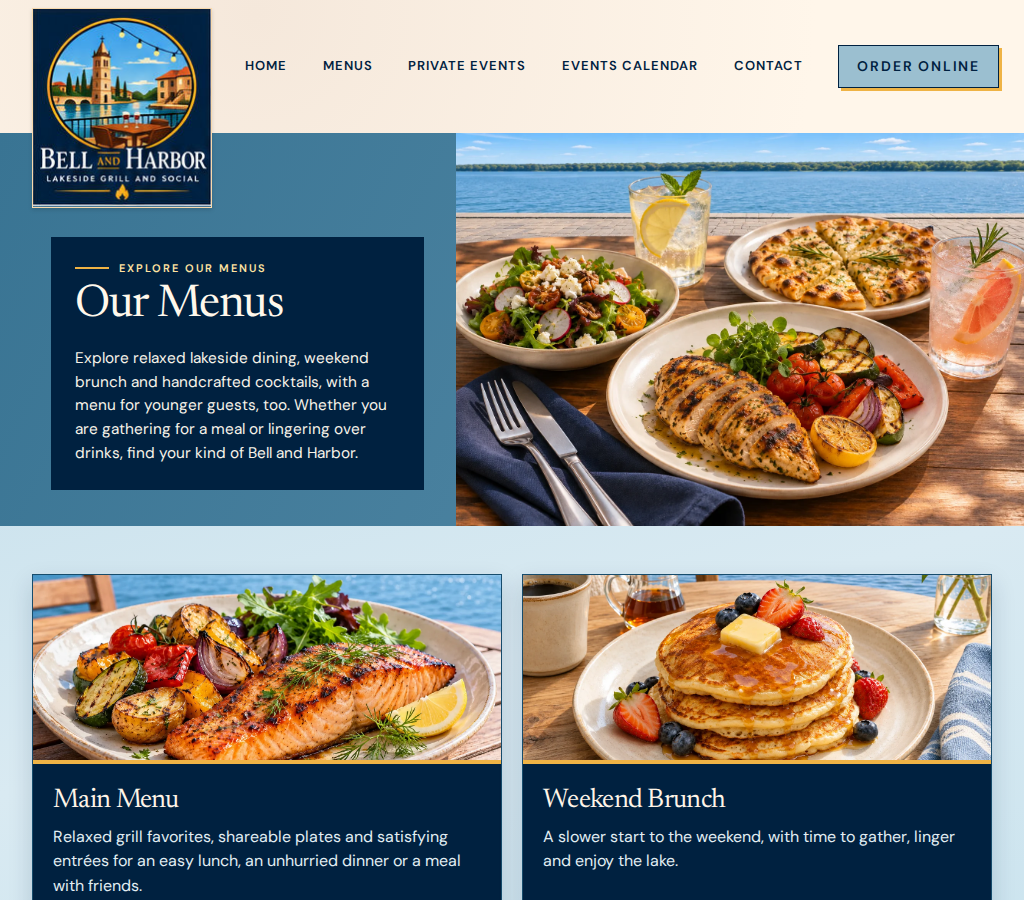 BELL AND HARBOR
LAKESIDE GRILL AND SOCIAL
HOME
MENUS
PRIVATE EVENTS
EVENTS CALENDAR
CONTACT
ORDER ONLINE
EXPLORE OUR MENUS
Our Menus
Explore relaxed lakeside dining, weekend
brunch and handcrafted cocktails, with a
menu for younger guests, too. Whether you
are gathering for a meal or lingering over
drinks, find your kind of Bell and Harbor.
Main Menu
Relaxed grill favorites, shareable plates and satisfying
entrées for an easy lunch, an unhurried dinner or a meal
with friends.
Weekend Brunch
A slower start to the weekend, with time to gather, linger
and enjoy the lake.